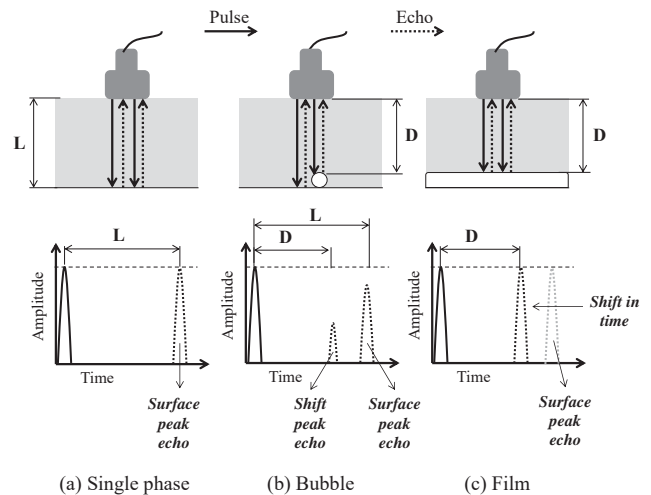 Pulse
Echo
L
D
D
L
D
L
D
Amplitude
Amplitude
Amplitude
Shift in
time
Time
Time
Time
Surface
peak
echo
Shift
peak
echo
Surface
peak
echo
Surface
peak
echo
(a) Single phase
(b) Bubble
(c) Film